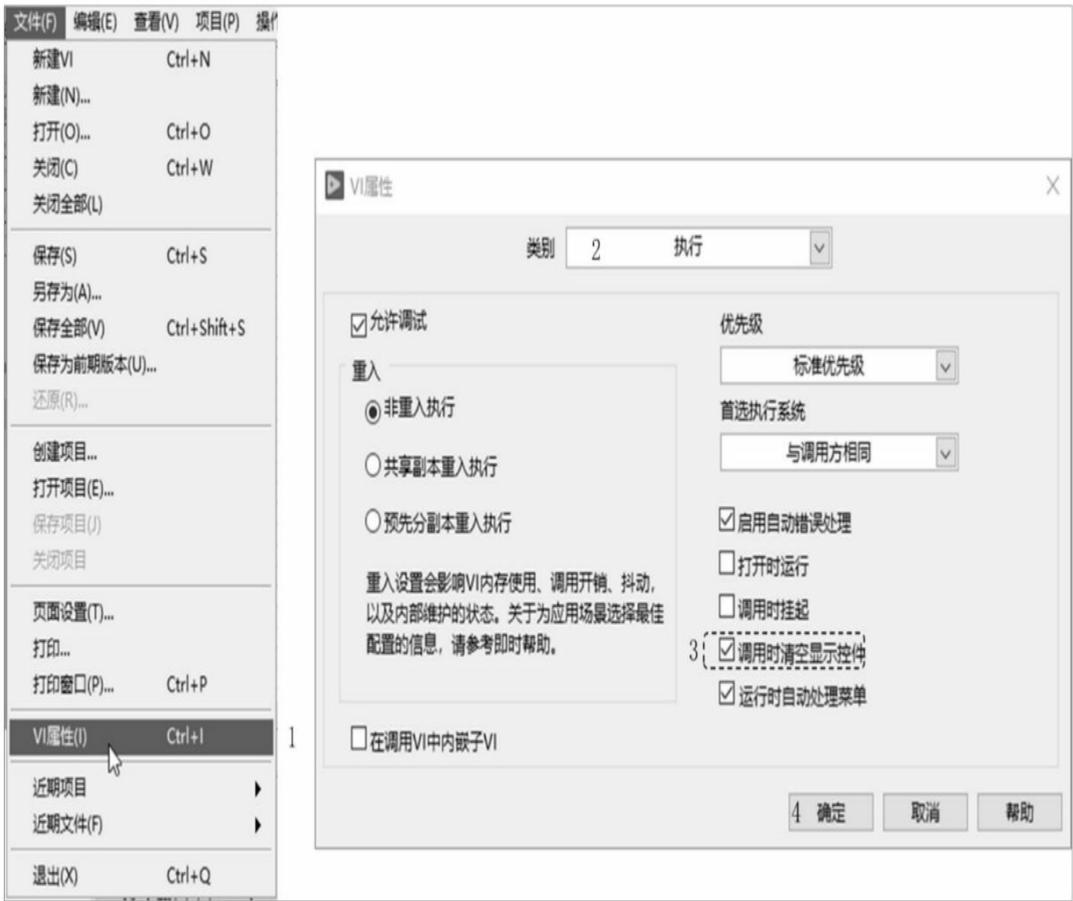 文件(F) 编辑(E) 查看(V) 项目(P) 操作
新建VI Ctrl+N
新建(N)...
打开(O)... Ctrl+O
关闭(C) Ctrl+W
关闭全部(L)
保存(S) Ctrl+S
另存为(A)...
保存全部(V) Ctrl+Shift+S
保存为前期版本(U)...
还原(R)...
创建项目...
打开项目(E)...
保存项目(J)
关闭项目
页面设置(T)...
打印...
打印窗口(P)... Ctrl+P
VI属性(I) Ctrl+I
1
近期项目
近期文件(F)
退出(X) Ctrl+Q
VI属性
类别 2 执行
允许调试
重入
非重入执行
共享副本重入执行
预先分副本重入执行
重入设置会影响VI内存使用、调用开销、抖动，
以及内部维护的状态。关于为应用场景选择最佳
配置的信息，请参考即时帮助。
在调用VI中内嵌子VI
优先级
标准优先级
首选执行系统
与调用方相同
启用自动错误处理
打开时运行
调用时挂起
3 调用时清空显示控件
运行时自动处理菜单
4 确定 取消 帮助